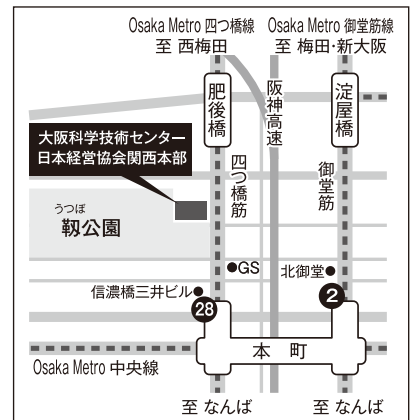 Osaka Metro 四つ橋線
至 西梅田
Osaka Metro 御堂筋線
至 梅田・新大阪
肥後橋
阪神高速
淀屋橋
大阪科学技術センター
日本経営協会関西本部
四つ橋筋
御堂筋
うつぼ
靱公園
GS
北御堂
信濃橋三井ビル
28
2
本 町
Osaka Metro 中央線
至 なんば
至 なんば